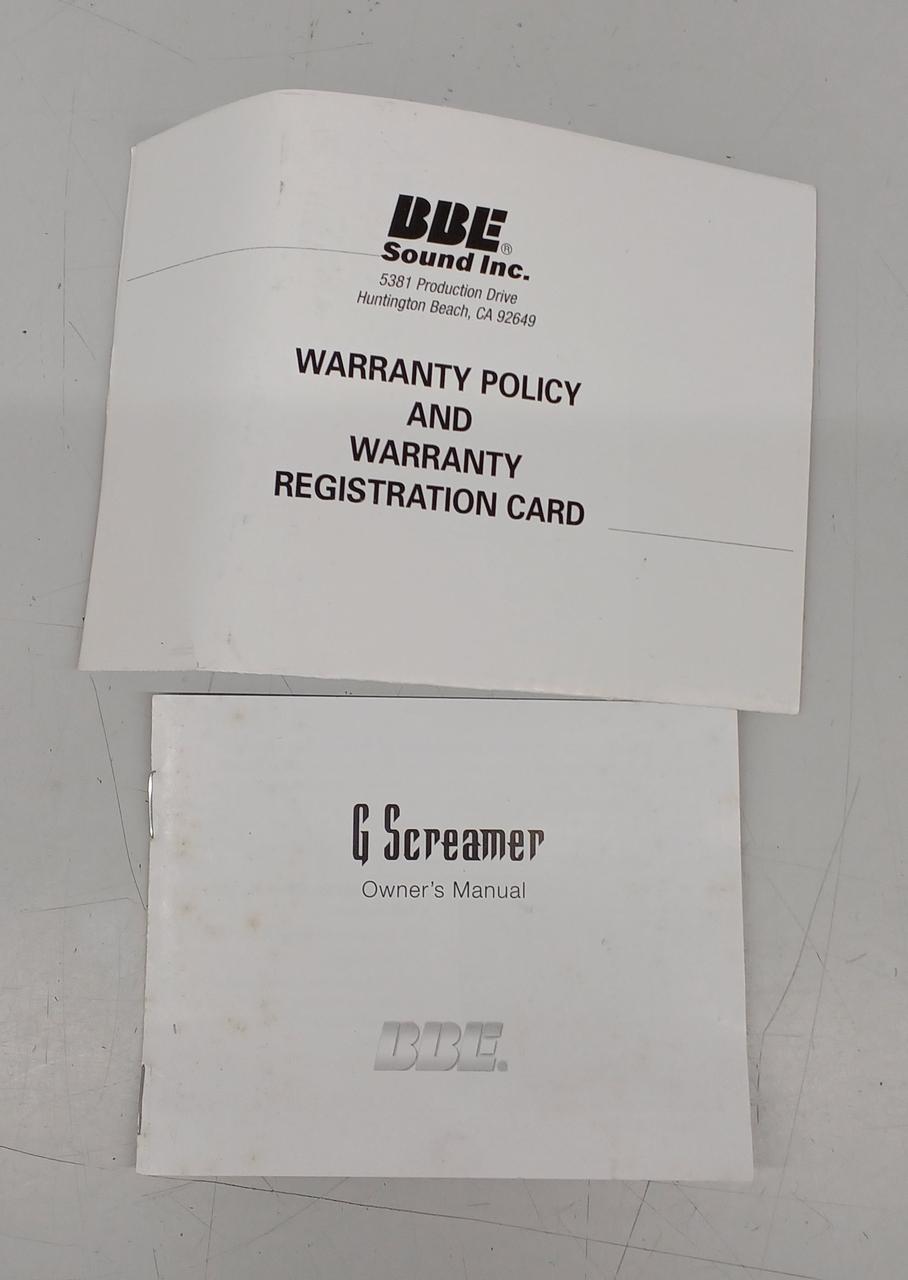 BBE®
Sound Inc.
5381 Production Drive
Huntington Beach, CA 92649
WARRANTY POLICY
AND
WARRANTY
REGISTRATION CARD
G Screamer
Owner's Manual
BBE.